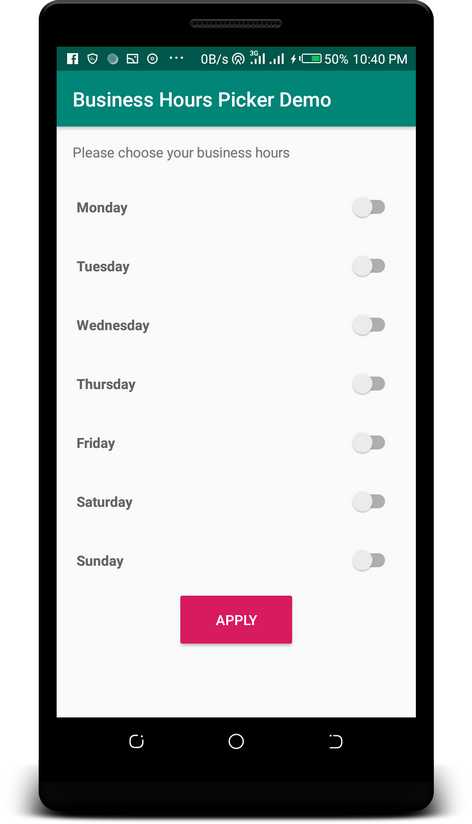 0B/s 3G 50% 10:40 PM
Business Hours Picker Demo
Please choose your business hours
Monday
Tuesday
Wednesday
Thursday
Friday
Saturday
Sunday
APPLY